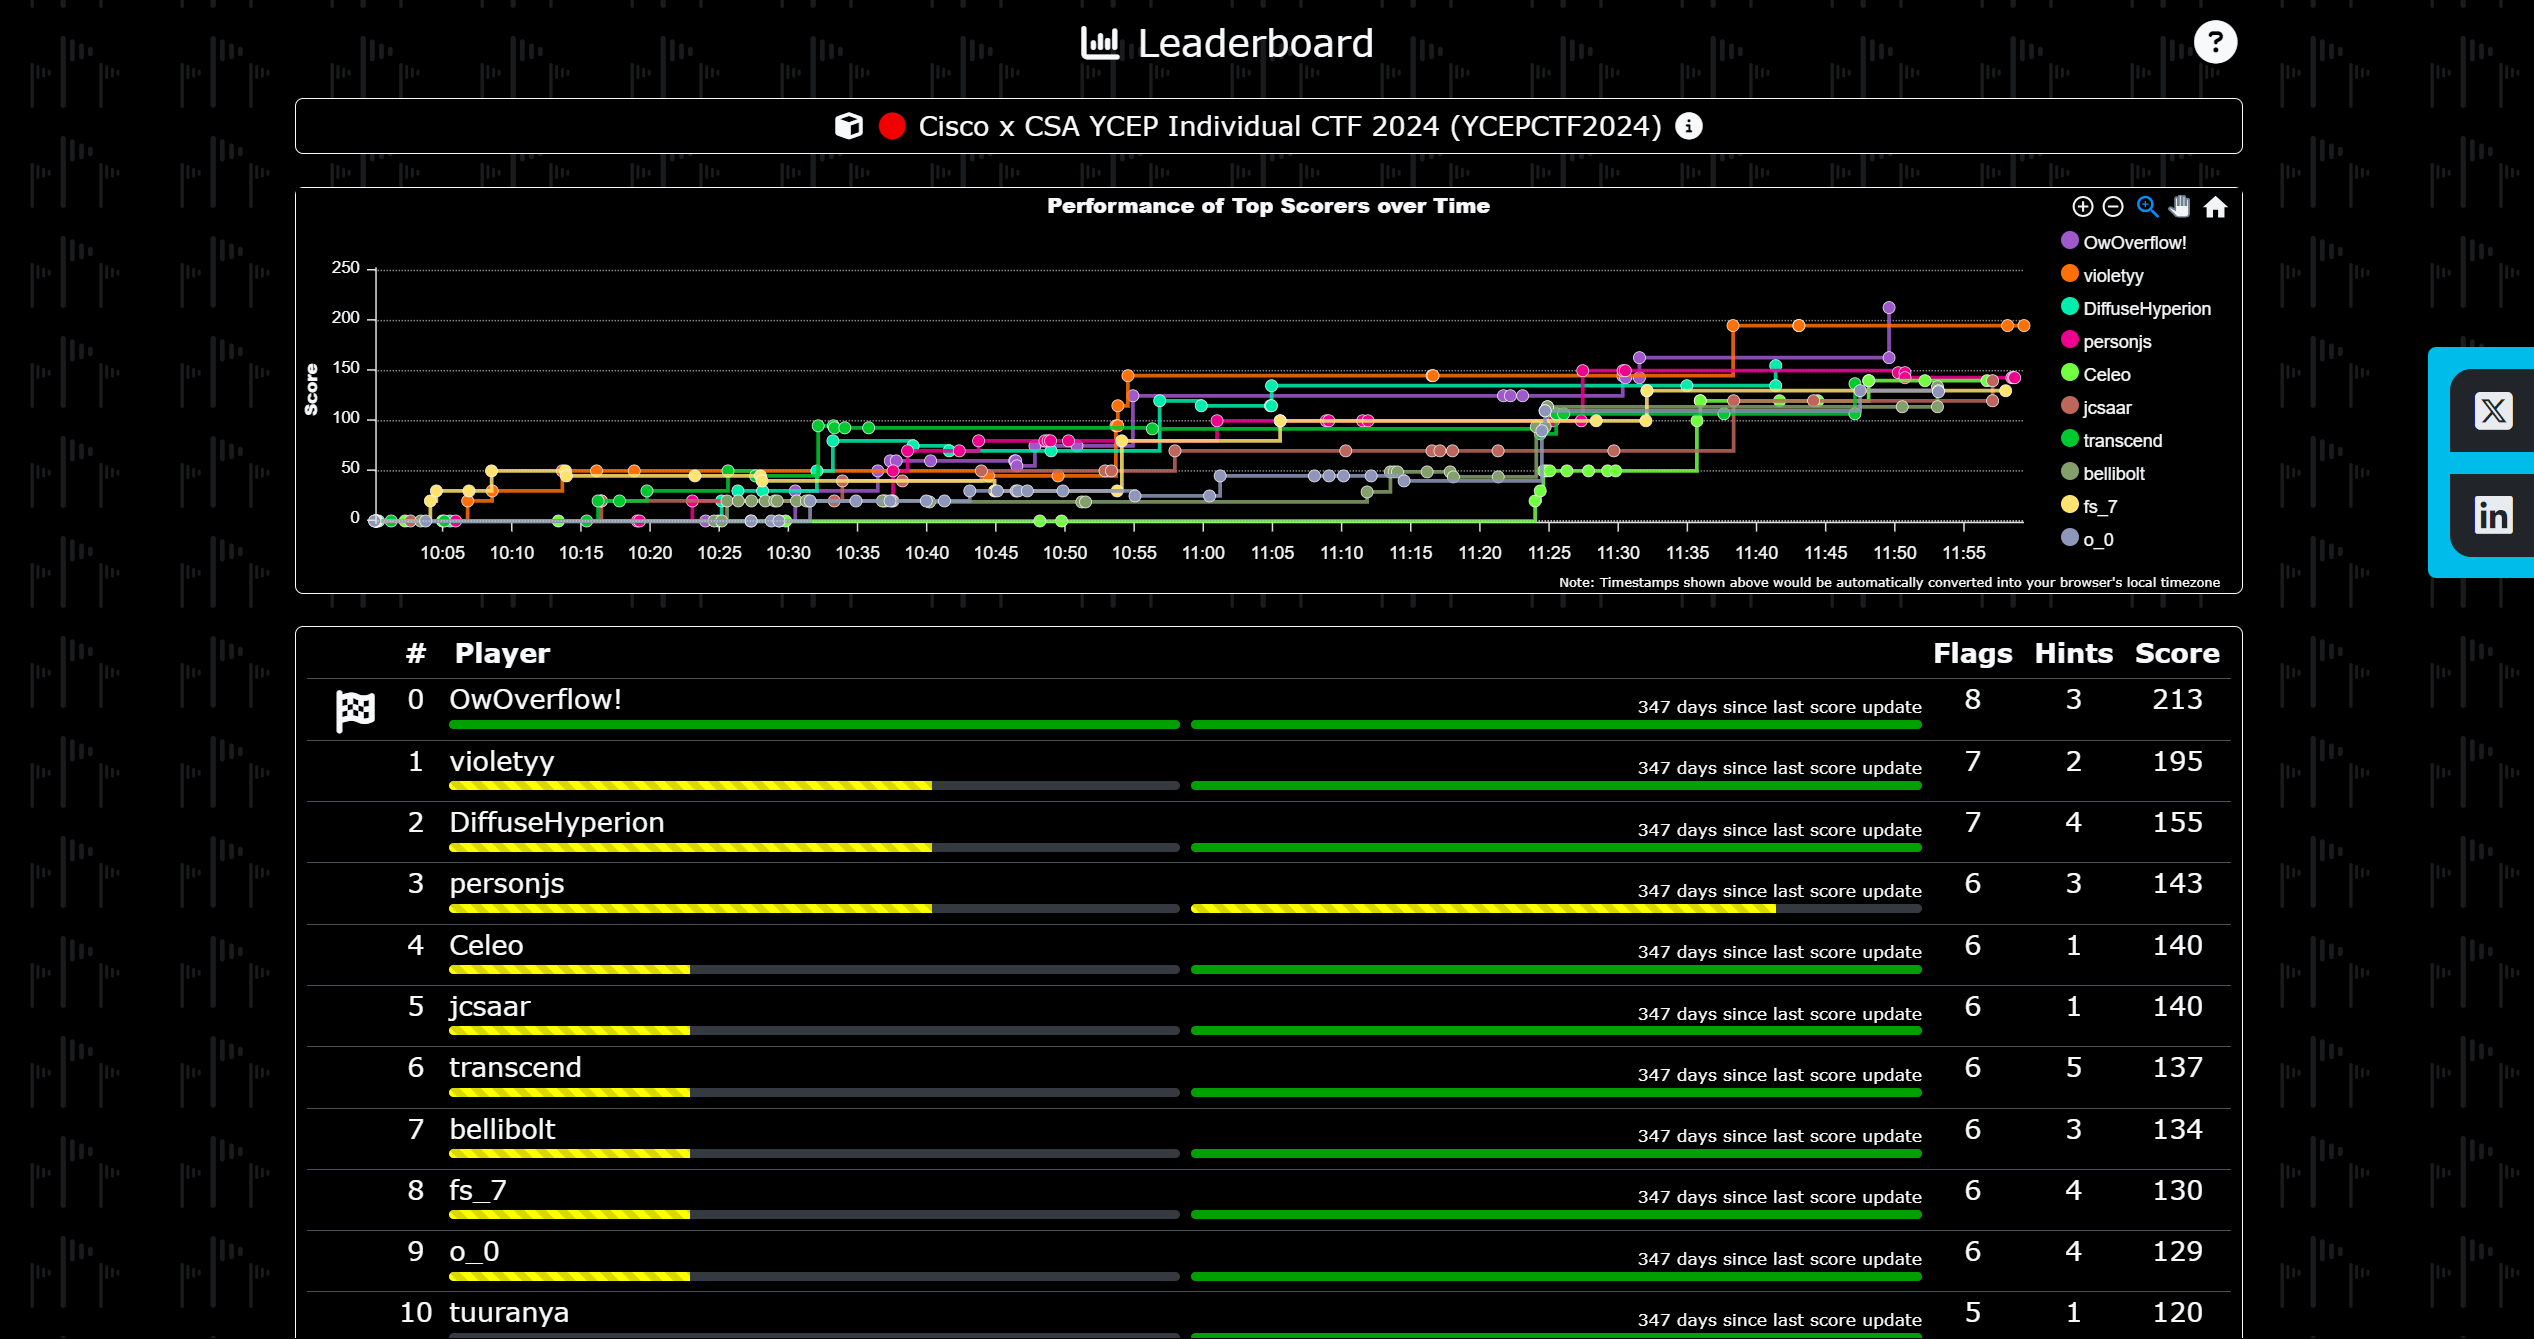 Leaderboard
?
Cisco x CSA YCEP Individual CTF 2024 (YCEPCTF2024)
Performance of Top Scorers over Time
OwOverflow!
violetyy
DiffuseHyperion
personjs
Celeo
jcsaar
transcend
bellibolt
fs_7
o_0
Score
250
200
150
100
50
0
10:05 10:10 10:15 10:20 10:25 10:30 10:35 10:40 10:45 10:50 10:55 11:00 11:05 11:10 11:15 11:20 11:25 11:30 11:35 11:40 11:45 11:50 11:55
Note: Timestamps shown above would be automatically converted into your browser's local timezone
# Player Flags Hints Score
0 OwOverflow! 347 days since last score update 8 3 213
1 violetyy 347 days since last score update 7 2 195
2 DiffuseHyperion 347 days since last score update 7 4 155
3 personjs 347 days since last score update 6 3 143
4 Celeo 347 days since last score update 6 1 140
5 jcsaar 347 days since last score update 6 1 140
6 transcend 347 days since last score update 6 5 137
7 bellibolt 347 days since last score update 6 3 134
8 fs_7 347 days since last score update 6 4 130
9 o_0 347 days since last score update 6 4 129
10 tuuranya 347 days since last score update 5 1 120
X
in